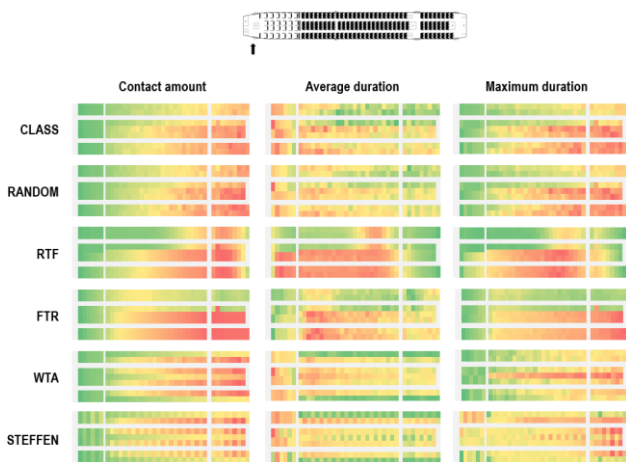 Contact amount Average duration Maximum duration
CLASS
RANDOM
RTF
FTR
WTA
STEFFEN